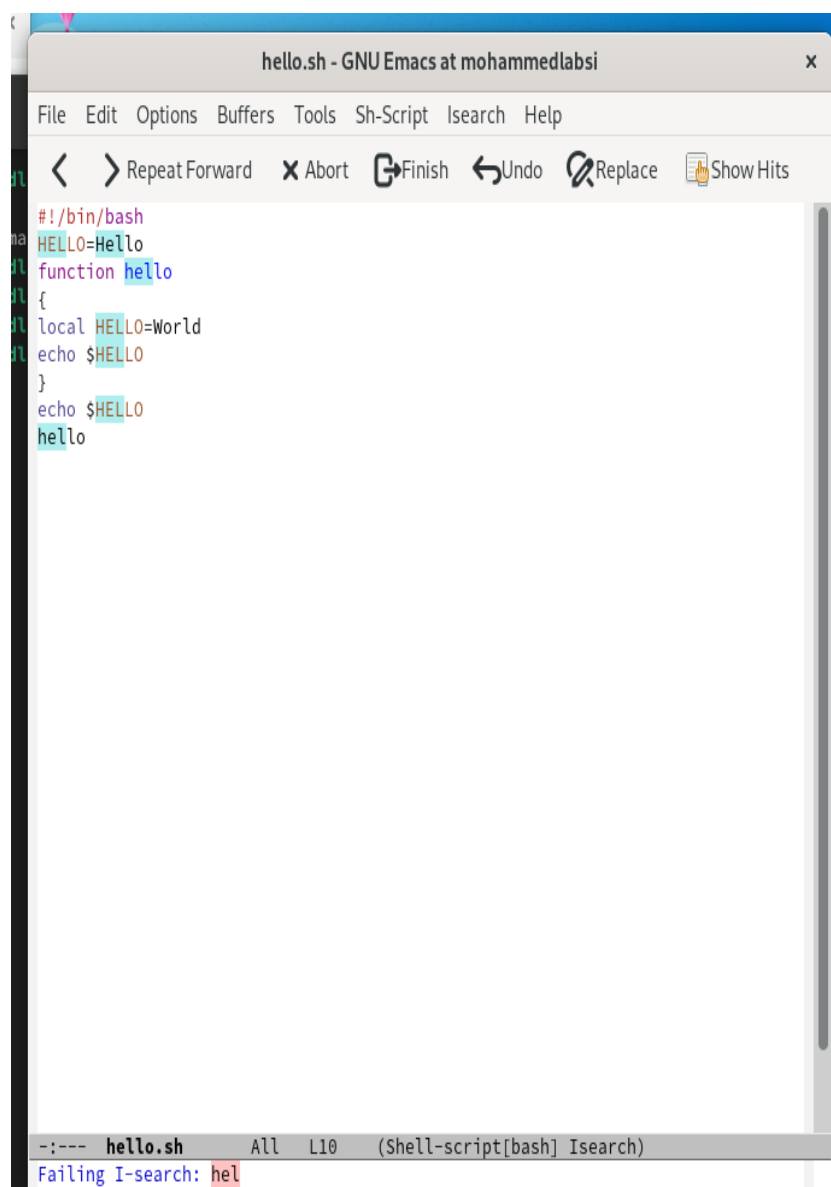 hello.sh - GNU Emacs at mohammedlabsi x
File Edit Options Buffers Tools Sh-Script Isearch Help
Repeat Forward Abort Finish Undo Replace Show Hits
#!/bin/bash
HELLO=Hello
function hello
{
local HELLO=World
echo $HELLO
}
echo $HELLO
hello
-:--- hello.sh All L10 (Shell-script[bash] Isearch)
Failing I-search: hel